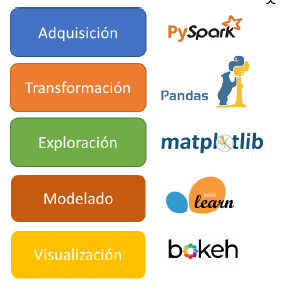 Adquisición
PySpark
Transformación
Pandas
Exploración
matplotlib
Modelado
learn
Visualización
bokeh